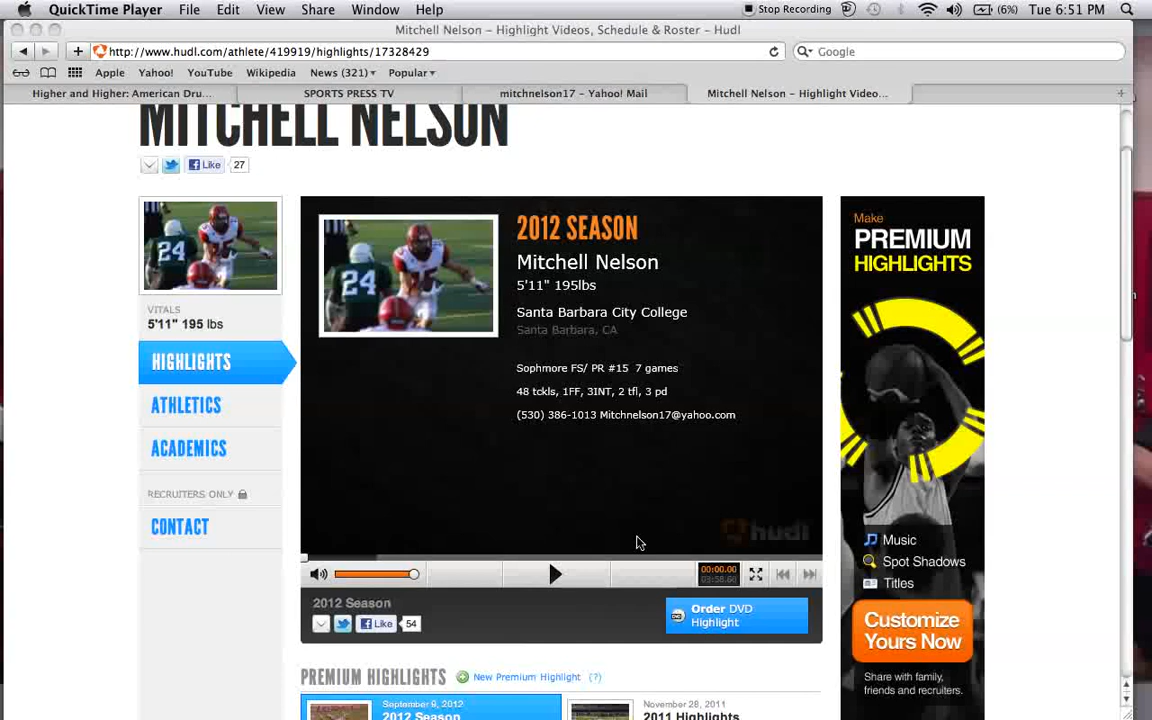 QuickTime Player File Edit View Share Window Help Stop Recording (6%) Tue 6:51 PM
Mitchell Nelson – Highlight Videos, Schedule & Roster – Hudl
http://www.hudl.com/athlete/419919/highlights/17328429 Google
Apple Yahoo! YouTube Wikipedia News (321) Popular
Higher and Higher: American Dru... SPORTS PRESS TV mitchnelson17 – Yahoo! Mail Mitchell Nelson – Highlight Video...
MITCHELL NELSON
Like 27
VITALS
5'11" 195 lbs
HIGHLIGHTS
ATHLETICS
ACADEMICS
RECRUITERS ONLY
CONTACT
24
2012 SEASON
Mitchell Nelson
5'11" 195lbs
Santa Barbara City College
Santa Barbara, CA
Sophmore FS/ PR #15 7 games
48 tckls, 1FF, 3INT, 2 tfl, 3 pd
(530) 386-1013 Mitchnelson17@yahoo.com
24
hudl
00:00.00
03:58.60
2012 Season
Like 54
Order DVD
Highlight
PREMIUM HIGHLIGHTS New Premium Highlight (?)
September 9, 2012
2012 Season
November 28, 2011
2011 Highlights
Make
PREMIUM
HIGHLIGHTS
Music
Spot Shadows
Titles
Customize
Yours Now
Share with family,
friends and recruiters.